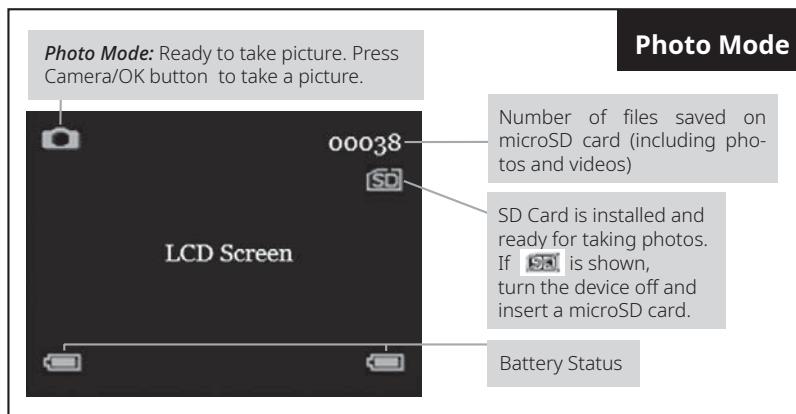 Photo Mode
Photo Mode: Ready to take picture. Press
Camera/OK button to take a picture.
00038
SD
LCD Screen
Number of files saved on
microSD card (including pho-
tos and videos)
SD Card is installed and
ready for taking photos.
If is shown,
turn the device off and
insert a microSD card.
Battery Status